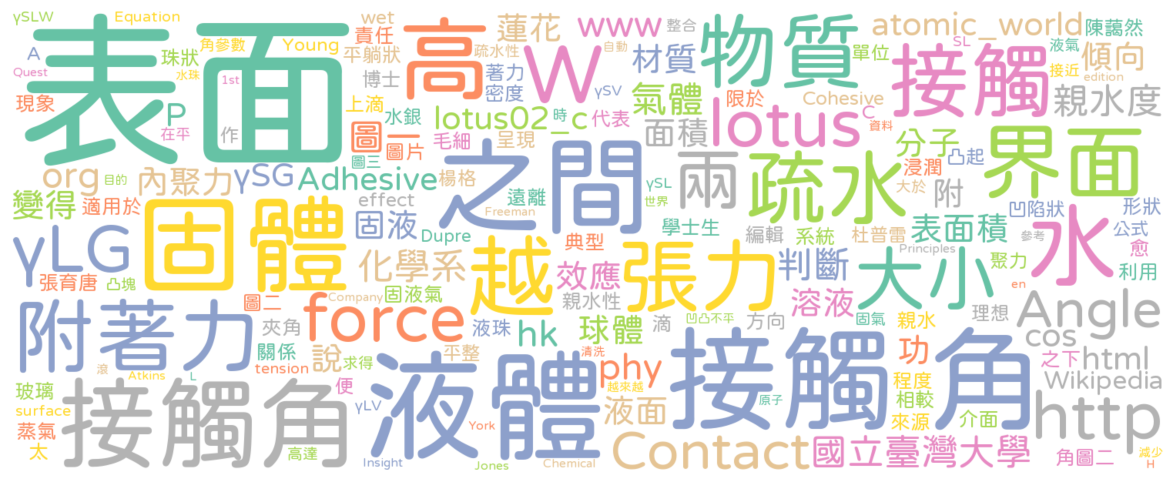 γSLW Equation
A 珠狀 角參數 Young wet 責任 平躺狀 疏水性
Quest 水珠 1st 博士
表面 高 W www 整合 自動
蓮花 物質 atomic_world 陳藹然
材質 單位 SL 液氣 傾向
接觸 接近 edition
現象 P 在平 作 上滴 水銀 著力 密度 γSV
氣體 限於 Cohesive 親水度
圖一 圖片 圖三 毛細 lotus02_c 時 代表
呈現 面積 lotus C 資料
分子 浸潤 凸起 界面
org 目的 內聚力 γSG Adhesive 楊格
之間 遠離 兩 疏水 附 大於
γSL 世界
變得 適用於 effect 固液 Freeman
學士生 編輯 表面積 凹陷狀 形狀
Dupre 典型 系統 杜普雷 Principles 參考 公式 愈
γLG 固體 化學系 越 張力 判斷 大小 水
效應 聚力 利用
張育唐 凸塊 圖二 Company 固液氣 親水性 溶液 理想 en
附著力 夾角 force 液珠 球體 滴 凹凸不平 方向 固氣 親水 Angle
關係 tension 說 求得 平整 清洗 hk cos 之下 html
液體 越來越 接觸角 功
玻璃 接觸角 Atkins L 便 γLV phy 原子 程度 相較 Wikipedia
surface 滾 York 液面 來源 介面 http
蒸氣 太 高達 Insight Jones Chemical Contact 國立臺灣大學 角圖二 減少 H